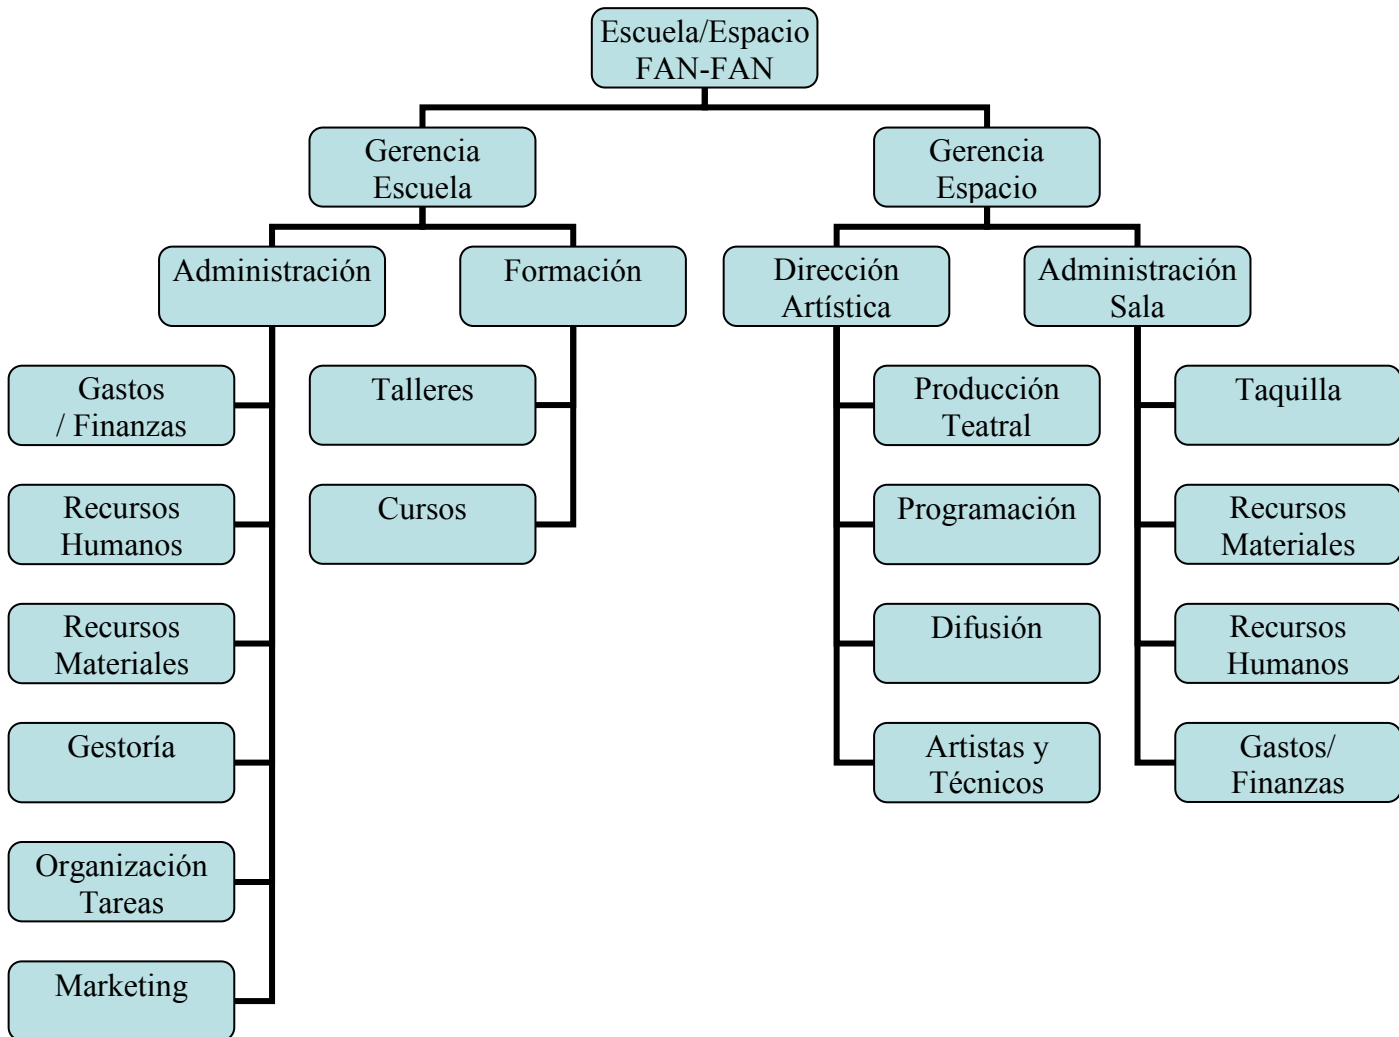 Escuela/Espacio
FAN-FAN
Gerencia
Escuela
Gerencia
Espacio
Administración
Formación
Dirección
Artística
Administración
Sala
Gastos
/ Finanzas
Talleres
Producción
Teatral
Taquilla
Recursos
Humanos
Cursos
Programación
Recursos
Materiales
Recursos
Materiales
Difusión
Recursos
Humanos
Gestoría
Artistas y
Técnicos
Gastos/
Finanzas
Organización
Tareas
Marketing